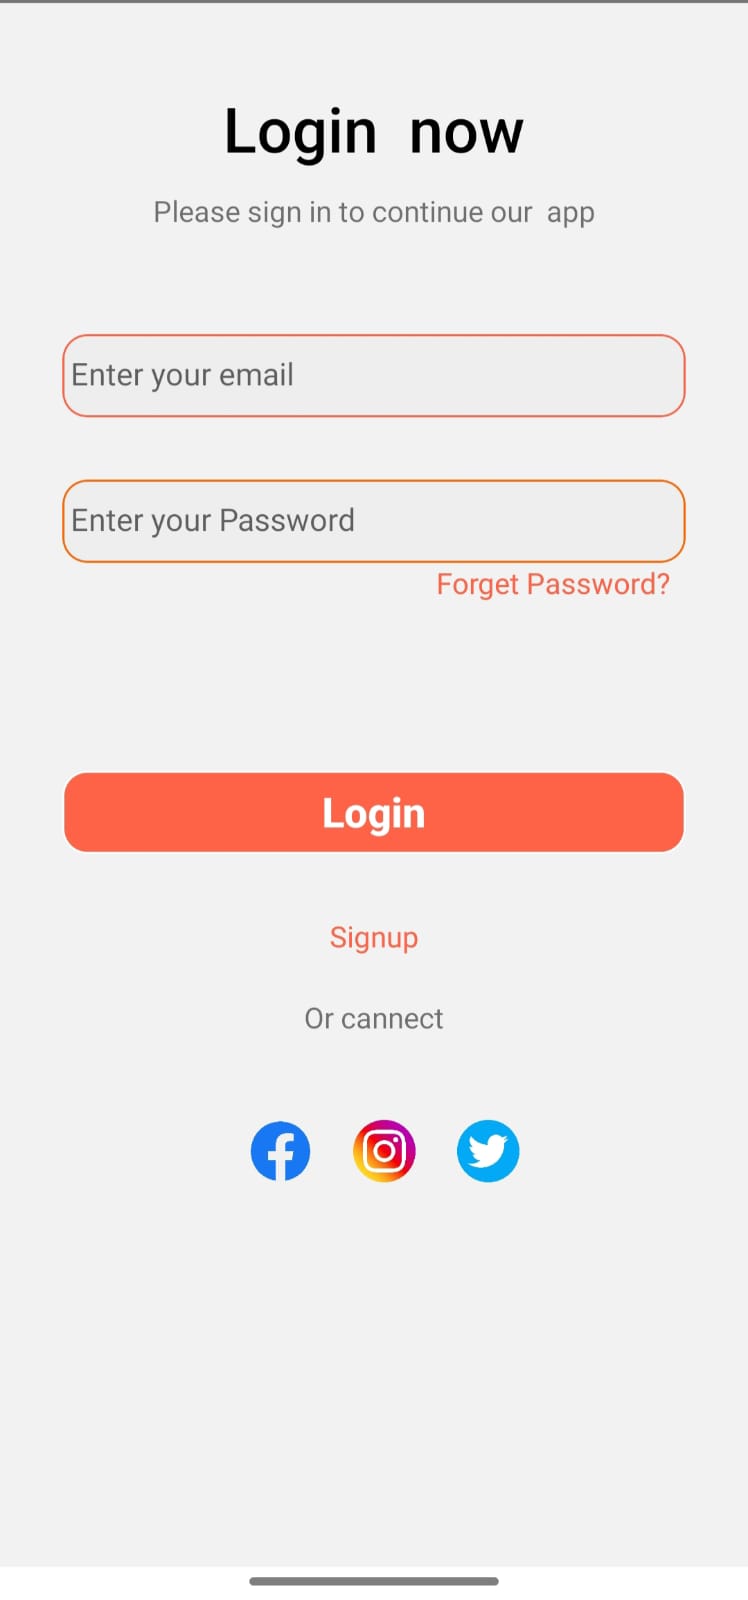 Login now
Please sign in to continue our app
Enter your email
Enter your Password
Forget Password?
Login
Signup
Or cannect